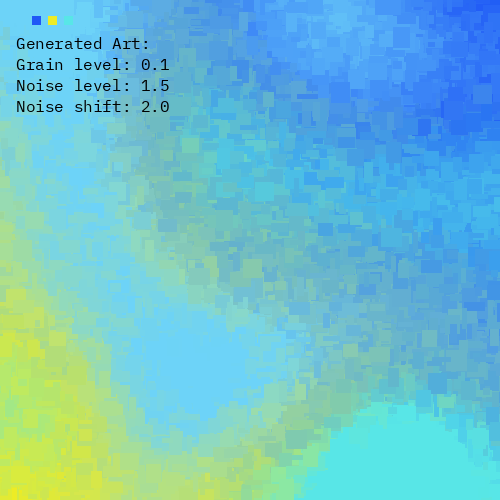 Generated Art:
Grain level: 0.1
Noise level: 1.5
Noise shift: 2.0